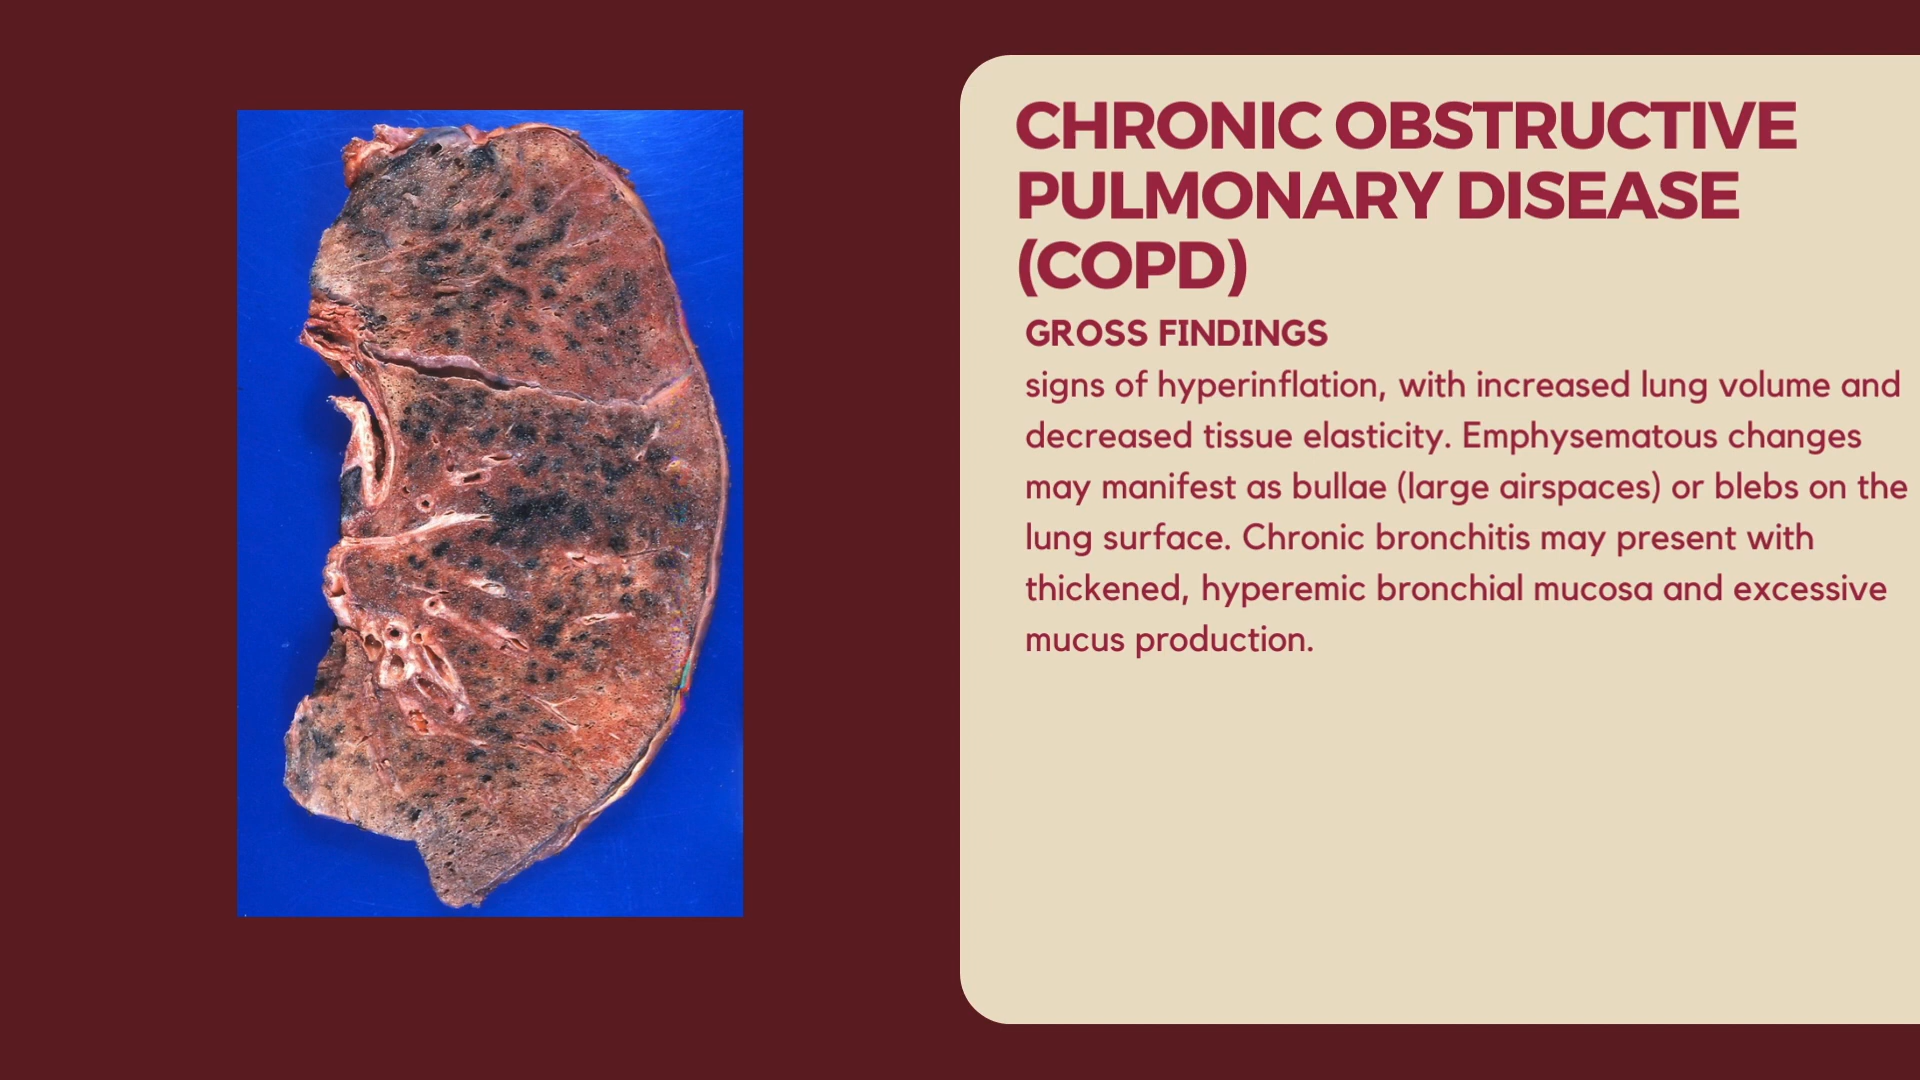 CHRONIC OBSTRUCTIVE
PULMONARY DISEASE
(COPD)
GROSS FINDINGS
signs of hyperinflation, with increased lung volume and
decreased tissue elasticity. Emphysematous changes
may manifest as bullae (large airspaces) or blebs on the
lung surface. Chronic bronchitis may present with
thickened, hyperemic bronchial mucosa and excessive
mucus production.